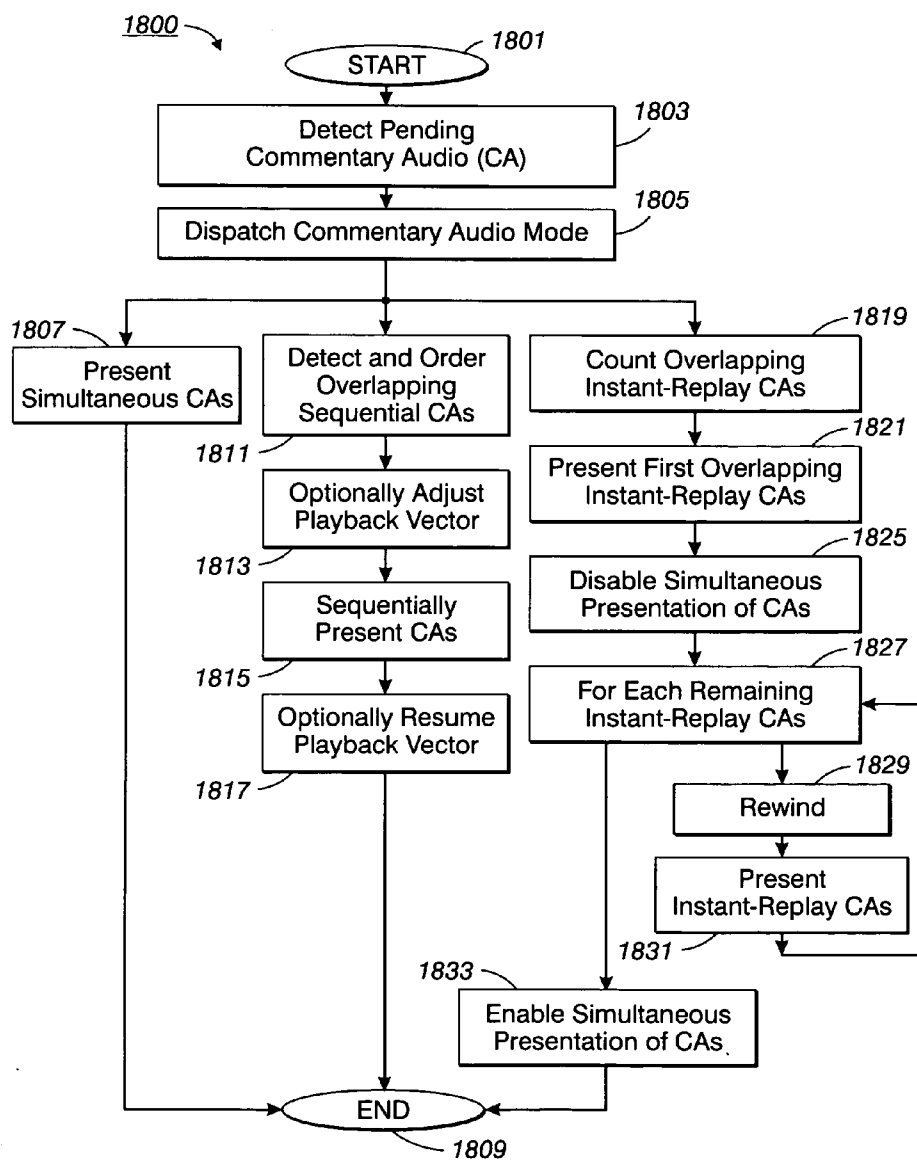 1800
1801
START
1803
Detect Pending
Commentary Audio (CA)
1805
Dispatch Commentary Audio Mode
1807
Present
Simultaneous CAs
Detect and Order
Overlapping
Sequential CAs
1811
Optionally Adjust
Playback Vector
1813
Sequentially
Present CAs
1815
Optionally Resume
Playback Vector
1817
1819
Count Overlapping
Instant-Replay CAs
1821
Present First Overlapping
Instant-Replay CAs
1825
Disable Simultaneous
Presentation of CAs
1827
For Each Remaining
Instant-Replay CAs
1829
Rewind
Present
Instant-Replay CAs
1831
1833
Enable Simultaneous
Presentation of CAs
END
1809